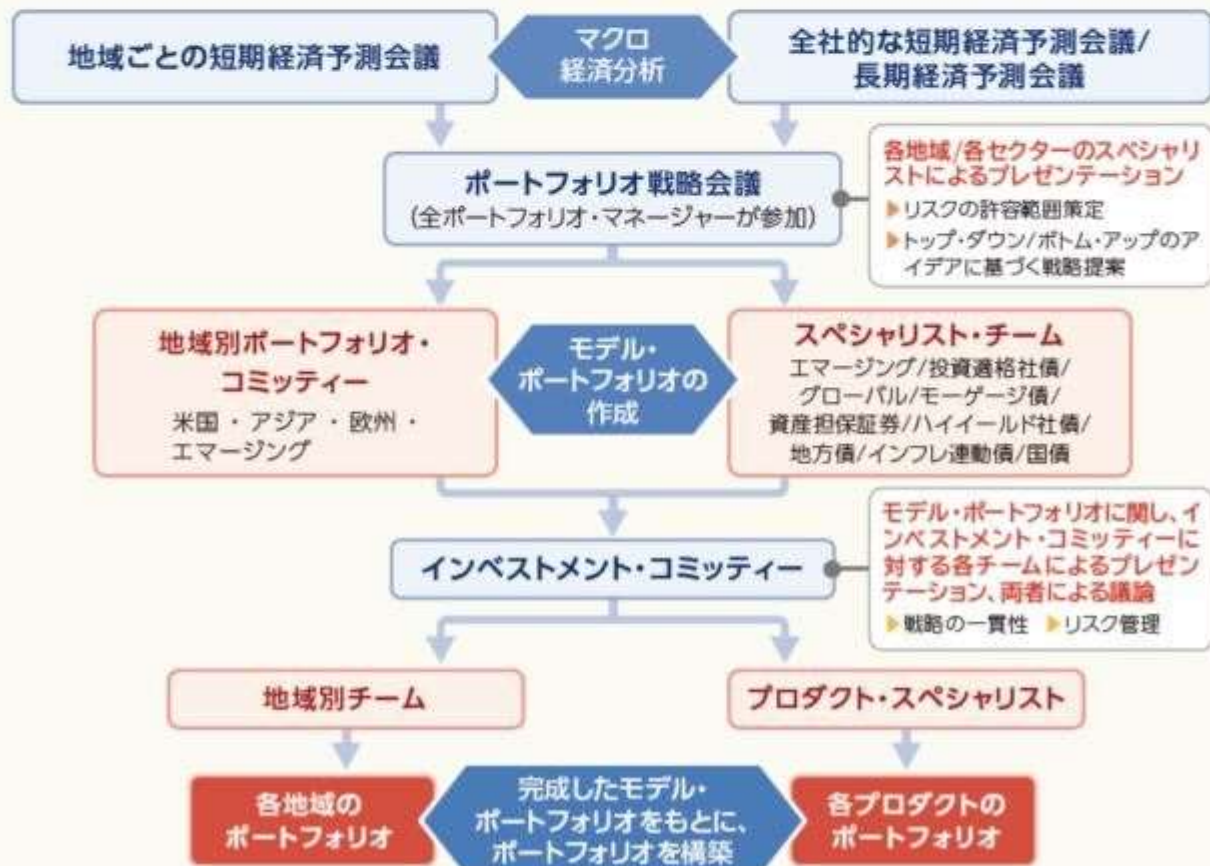 地域ごとの短期経済予測会議
マクロ
経済分析
全社的な短期経済予測会議/
長期経済予測会議
ポートフォリオ戦略会議
(全ポートフォリオ・マネージャーが参加)
各地域/各セクターのスペシャリ
ストによるプレゼンテーション
▶リスクの許容範囲策定
▶トップ・ダウン/ボトム・アップのア
イデアに基づく戦略提案
地域別ポートフォリオ・
コミッティー
米国・アジア・欧州・
エマージング
モデル・
ポートフォリオの
作成
スペシャリスト・チーム
エマージング/投資適格社債/
グローバル/モーゲージ債/
資産担保証券/ハイイールド社債/
地方債/インフレ連動債/国債
インベストメント・コミッティー
モデル・ポートフォリオに関し、イ
ンベストメント・コミッティーに
対する各チームによるプレゼン
テーション、両者による議論
▶戦略の一貫性 ▶リスク管理
地域別チーム
プロダクト・スペシャリスト
各地域の
ポートフォリオ
完成したモデル・
ポートフォリオをもとに、
ポートフォリオを構築
各プロダクトの
ポートフォリオ